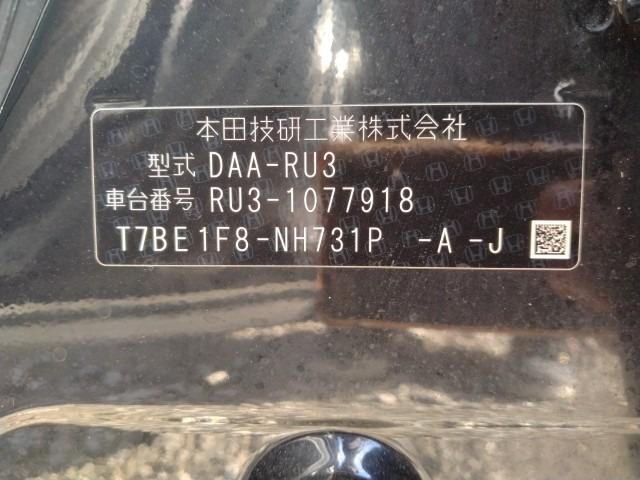 本田技研工業株式会社
型式 DAA-RU3
車台番号 RU3-1077918
T7BE1F8-NH731P -A -J